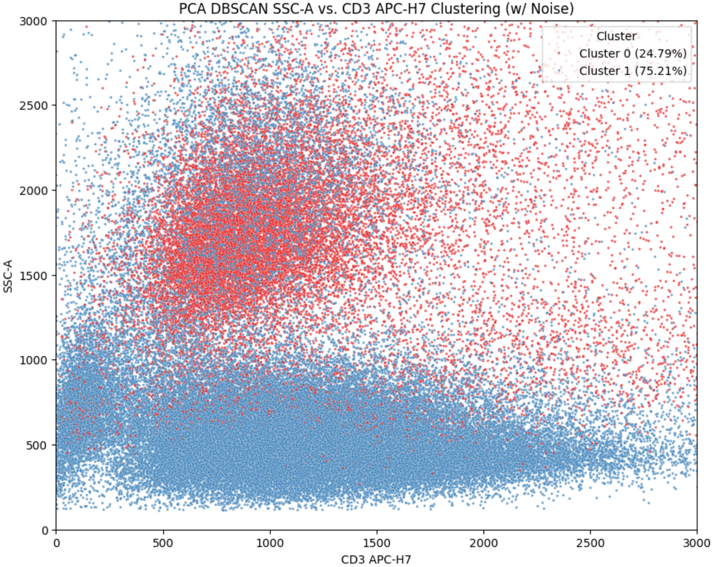 PCA DBSCAN SSC-A vs. CD3 APC-H7 Clustering (w/ Noise)
Cluster
Cluster 0 (24.79%)
Cluster 1 (75.21%)
SSC-A
3000
2500
2000
1500
1000
500
0
0 500 1000 1500 2000 2500 3000
CD3 APC-H7